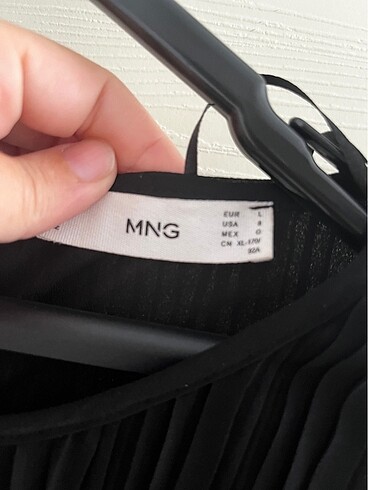 MNG
EUR L
USA 8
MEX G
CN XL-170/
92A